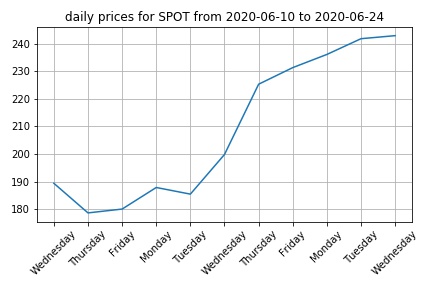 daily prices for SPOT from 2020-06-10 to 2020-06-24
240
230
220
210
200
190
180
Wednesday
Thursday
Friday
Monday
Tuesday
Wednesday
Thursday
Friday
Monday
Tuesday
Wednesday